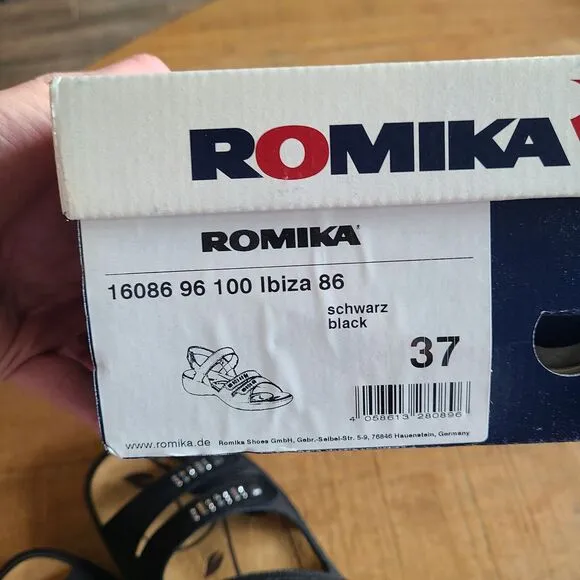 ROMIKA
ROMIKA
16086 96 100 Ibiza 86
schwarz
black
37
4 058613 280896
www.romika.de Romika Shoes GmbH, Gebr.-Seibel-Str. 5-9, 76846 Hauenstein, Germany